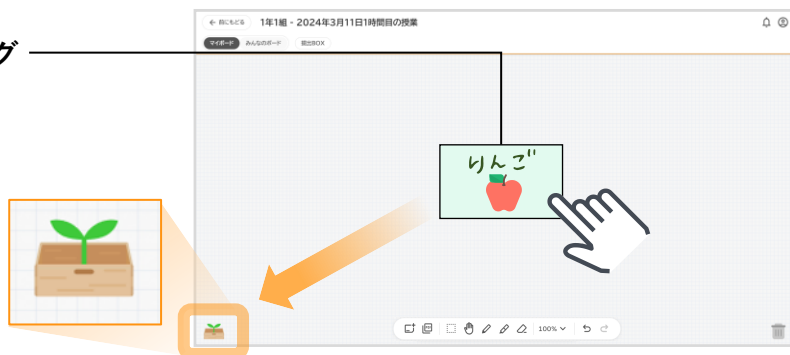 ← 前にもどる
1年1組 - 2024年3月11日1時間目の授業
マイボード
みんなのボード
提出BOX
グ
りんご
100%